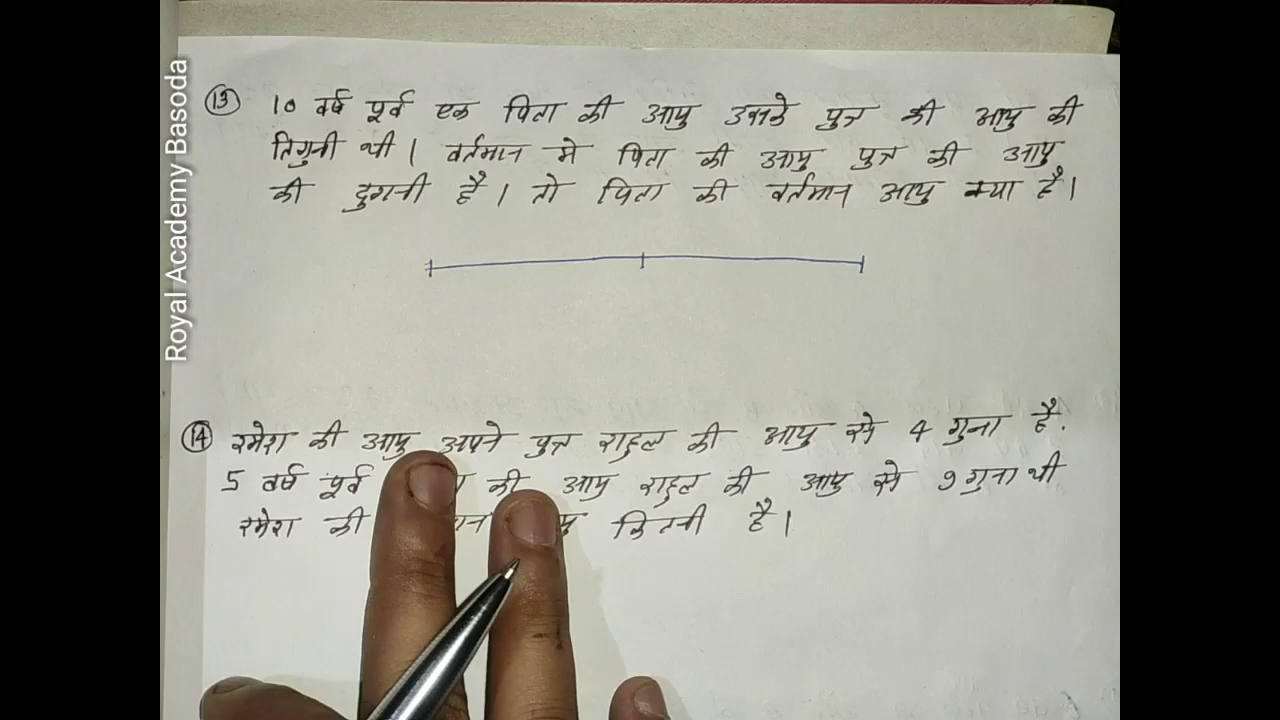 Royal Academy Basoda
13 10 वर्ष पूर्व एक पिता की आयु उसके पुत्र की आयु की
तिगुनी थी । वर्तमान मे पिता की आयु पुत्र की आयु
की दुगनी है । तो पिता की वर्तमान आयु क्या है ।
14 रमेश की आयु अपने पुत्र राहुल की आयु से 4 गुना है .
5 वर्ष पूर्व की आयु राहुल की आयु से 9 गुना थी
रमेश की कितनी है ।